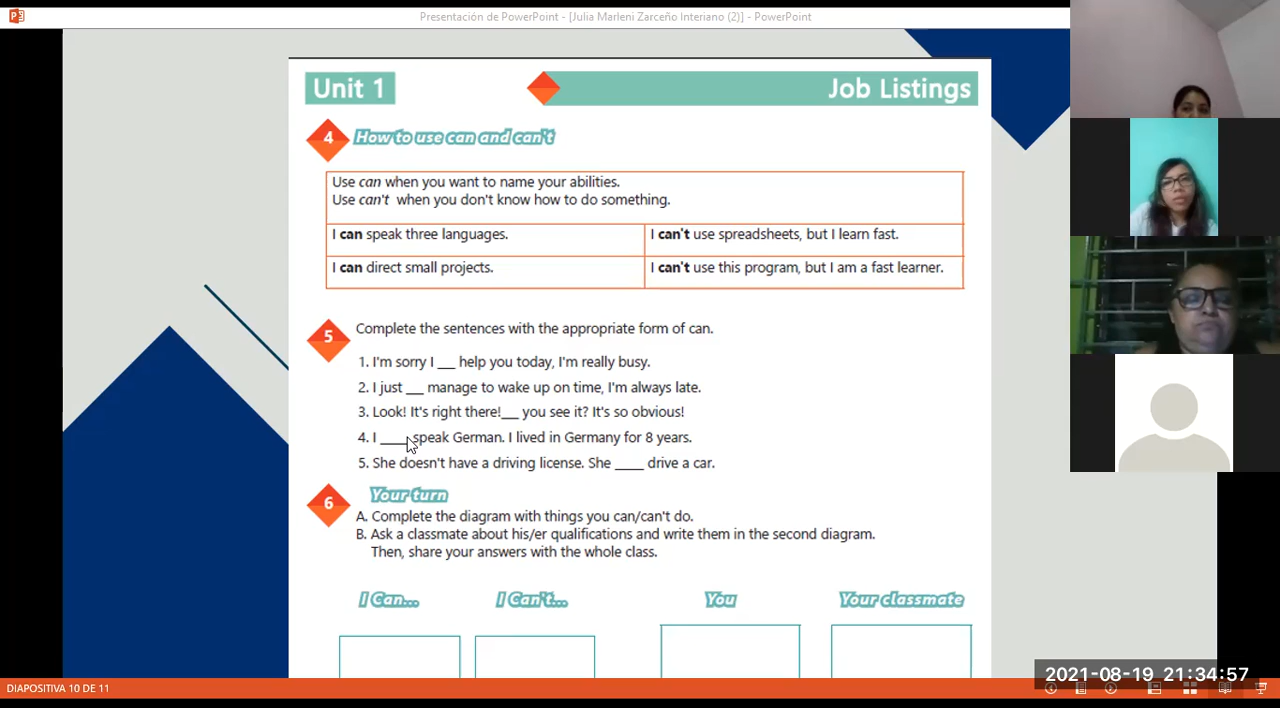 Presentación de PowerPoint - [Julia Marleni Zarceño Interiano (2)] - PowerPoint
Unit 1
Job Listings
4
How to use can and can't
Use can when you want to name your abilities.
Use can't when you don't know how to do something.
I can speak three languages.
I can't use spreadsheets, but I learn fast.
I can direct small projects.
I can't use this program, but I am a fast learner.
5
Complete the sentences with the appropriate form of can.
1. I'm sorry I __ help you today, I'm really busy.
2. I just __ manage to wake up on time, I'm always late.
3. Look! It's right there!__ you see it? It's so obvious!
4. I ___ speak German. I lived in Germany for 8 years.
5. She doesn't have a driving license. She ___ drive a car.
6
Your turn
A. Complete the diagram with things you can/can't do.
B. Ask a classmate about his/er qualifications and write them in the second diagram.
Then, share your answers with the whole class.
I Can...
I Can't...
You
Your classmate
2021-08-19 21:34:57
DIAPOSITIVA 10 DE 11